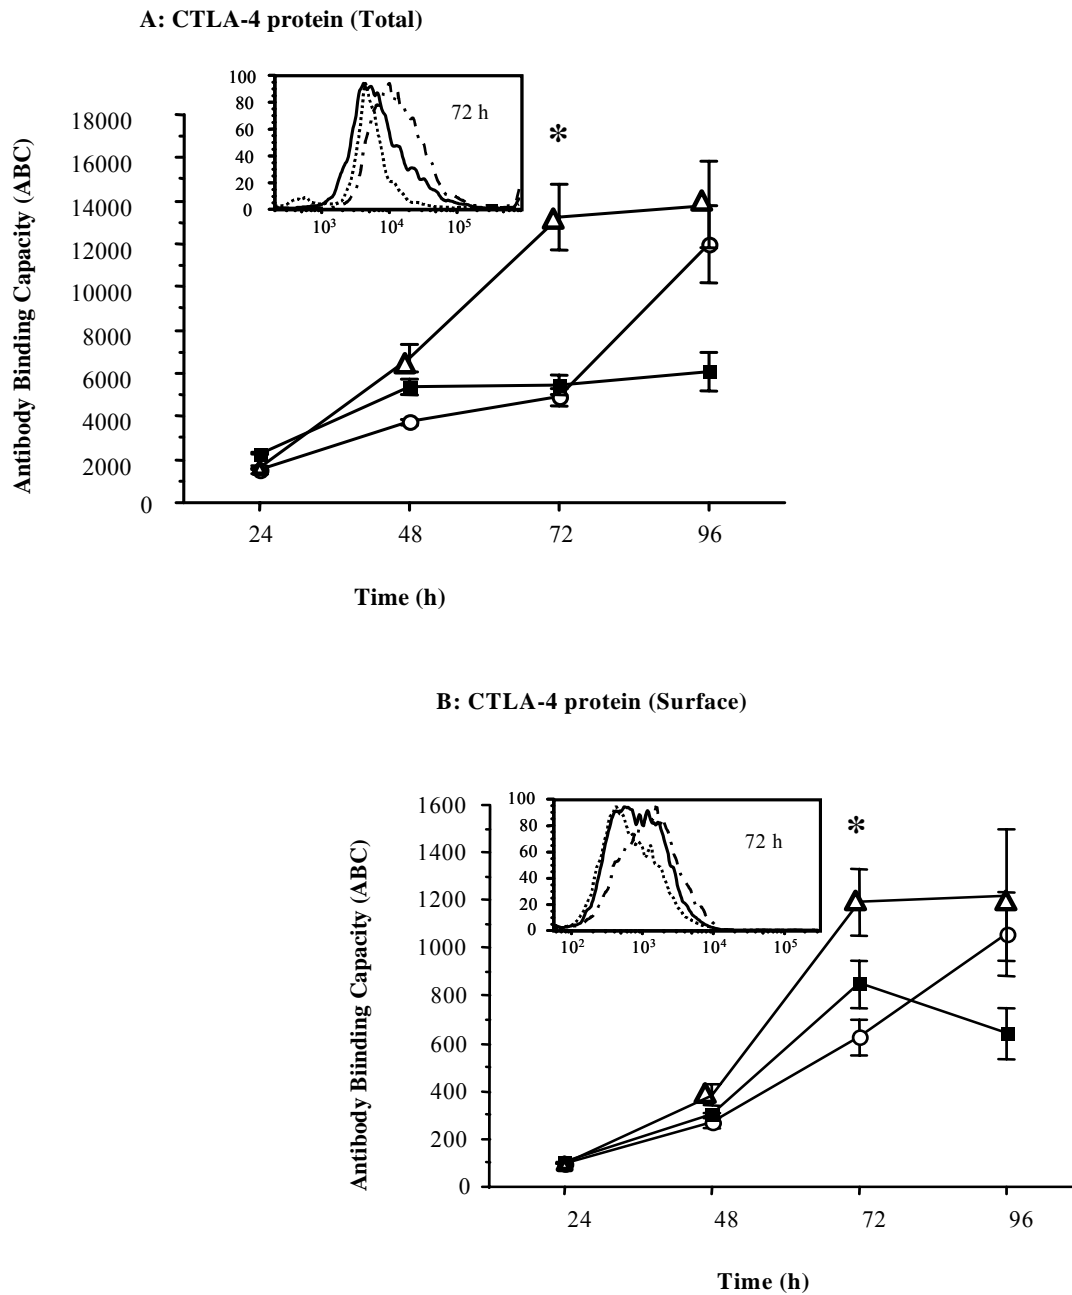 A: CTLA-4 protein (Total)
Antibody Binding Capacity (ABC)
18000
16000
14000
12000
10000
8000
6000
4000
2000
0
100
80
60
40
20
0
72 h
10³ 10⁴ 10⁵
*
24 48 72 96
Time (h)
B: CTLA-4 protein (Surface)
Antibody Biinding Capacity (ABC)
1600
1400
1200
1000
800
600
400
200
0
100
80
60
40
20
0
72 h
10² 10³ 10⁴ 10⁵
*
24 48 72 96
Time (h)